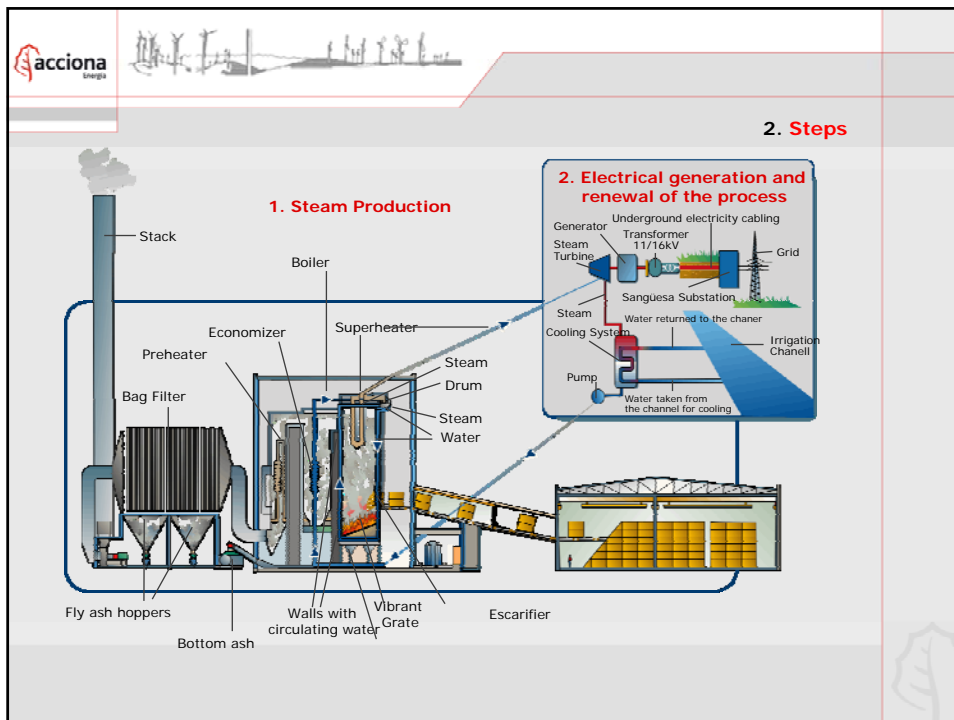 acciona
Energía
2. Steps
1. Steam Production
2. Electrical generation and
renewal of the process
Underground electricity cabling
Generator
Transformer
11/16kV
Steam
Turbine
Grid
Sangüesa Substation
Steam
Water returned to the chaner
Cooling System
Irrigation
Chanell
Pump
Water taken from
the channel for cooling
Stack
Boiler
Economizer
Superheater
Preheater
Steam
Bag Filter
Drum
Steam
Water
Fly ash hoppers
Bottom ash
Walls with
circulating water
Vibrant
Grate
Escarifier